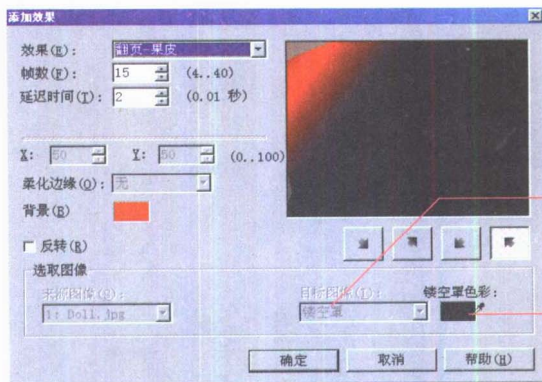 添加效果
效果(E): 翻页-果皮
帧数(F): 15 (4..40)
延迟时间(T): 2 (0.01 秒)
X: 50 Y: 50 (0..100)
柔化边缘(O): 无
背景(B)
反转(R)
选取图像
来源图像(S): 目标图像(T): 镂空罩色彩:
1: Doll.jpg 镂空罩
确定 取消 帮助(H)